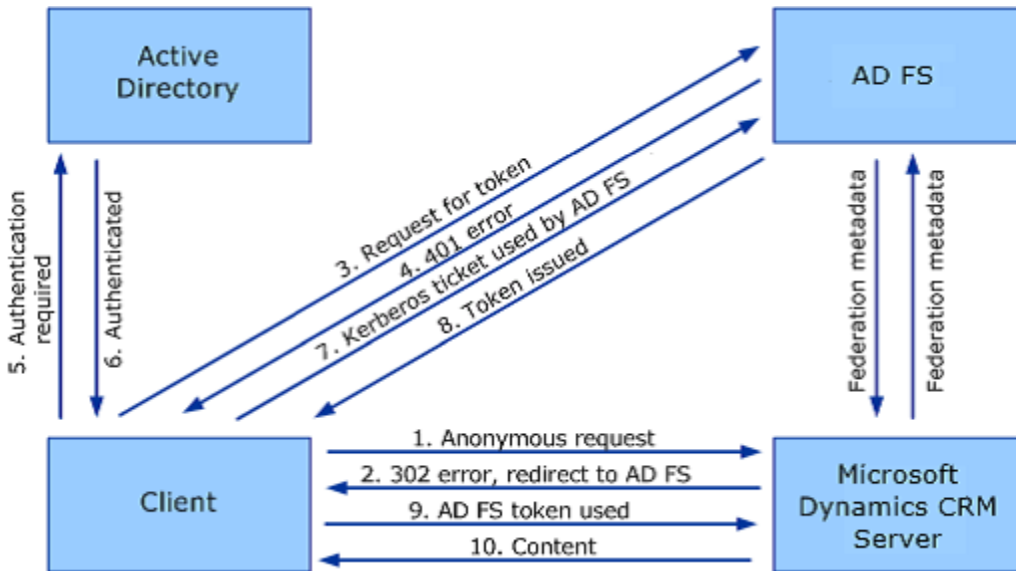 Active
Directory
AD FS
3. Request for token
4. 401 error
7. Kerberos ticket used by AD FS
8. Token issued
5. Authentication
required
6. Authenticated
Federation metadata
Federation metadata
Client
1. Anonymous request
2. 302 error, redirect to AD FS
9. AD FS token used
10. Content
Microsoft
Dynamics CRM
Server